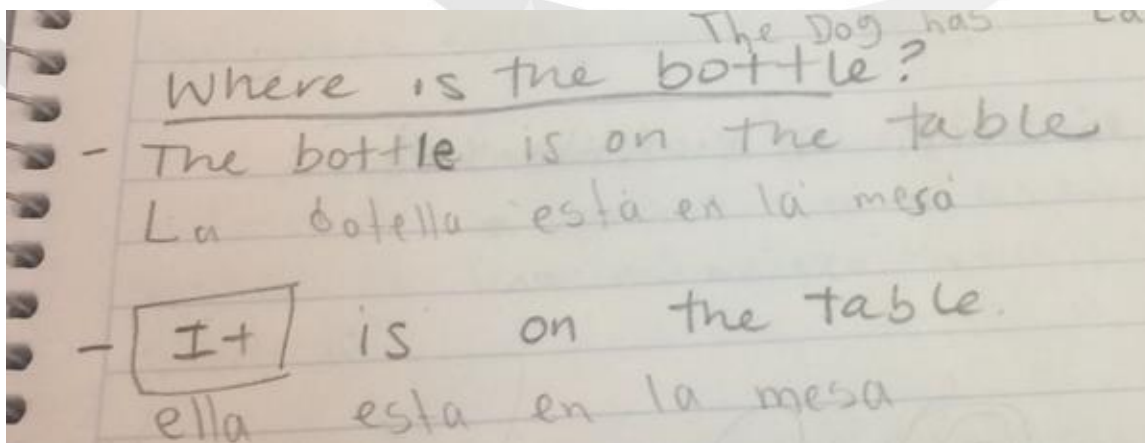 The Dog has La
Where is the bottle?
- The bottle is on the table
La botella está en la mesa
- It is on the table.
ella esta en la mesa